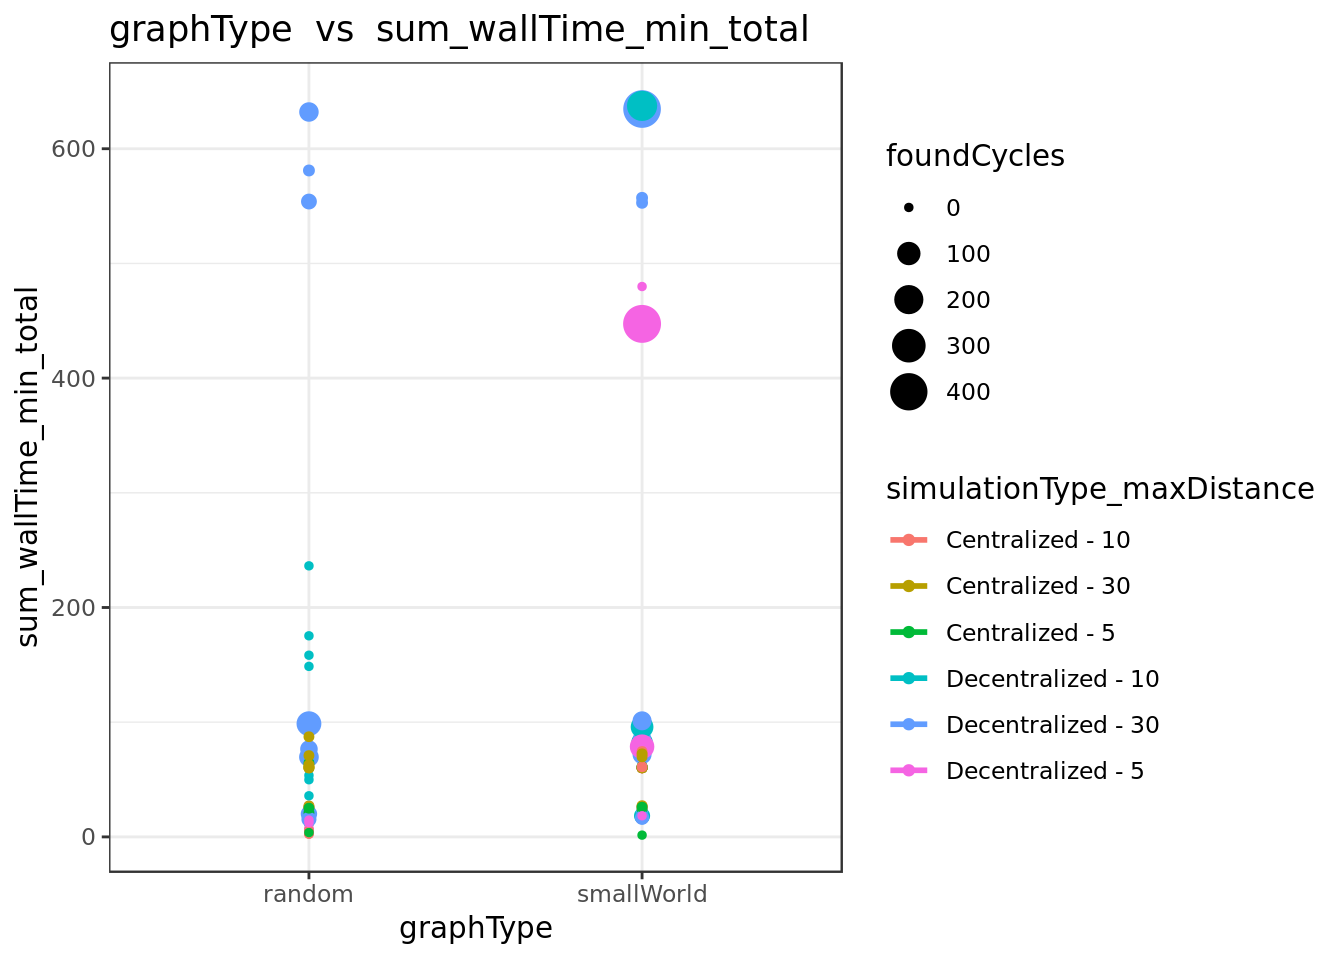 graphType vs sum_wallTime_min_total
sum_wallTime_min_total
600
400
200
0
random
smallWorld
graphType
foundCycles
0
100
200
300
400
simulationType_maxDistance
Centralized - 10
Centralized - 30
Centralized - 5
Decentralized - 10
Decentralized - 30
Decentralized - 5